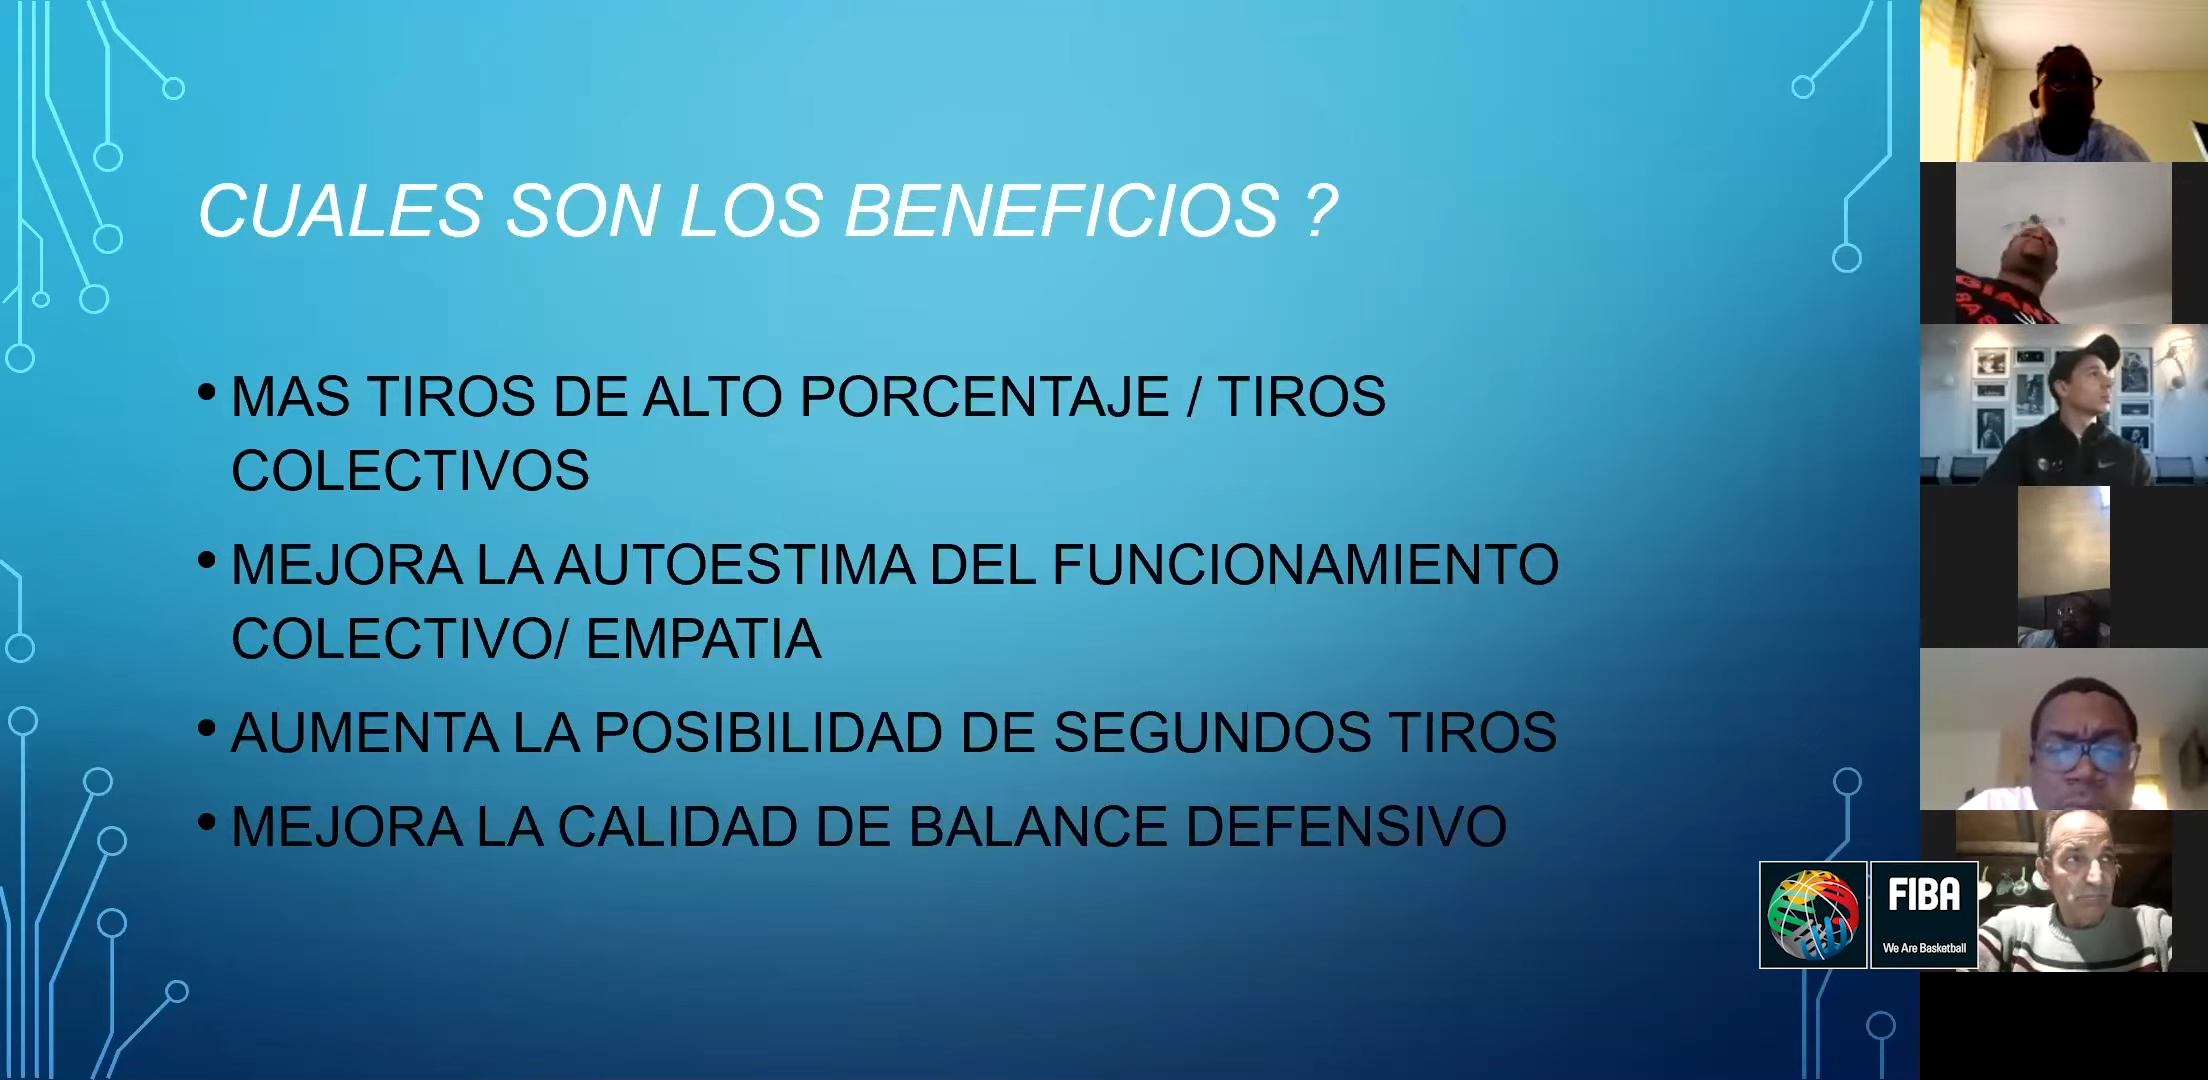 CUALES SON LOS BENEFICIOS ?
• MAS TIROS DE ALTO PORCENTAJE / TIROS
COLECTIVOS
• MEJORA LA AUTOESTIMA DEL FUNCIONAMIENTO
COLECTIVO/ EMPATIA
• AUMENTA LA POSIBILIDAD DE SEGUNDOS TIROS
• MEJORA LA CALIDAD DE BALANCE DEFENSIVO
FIBA
We Are Basketball